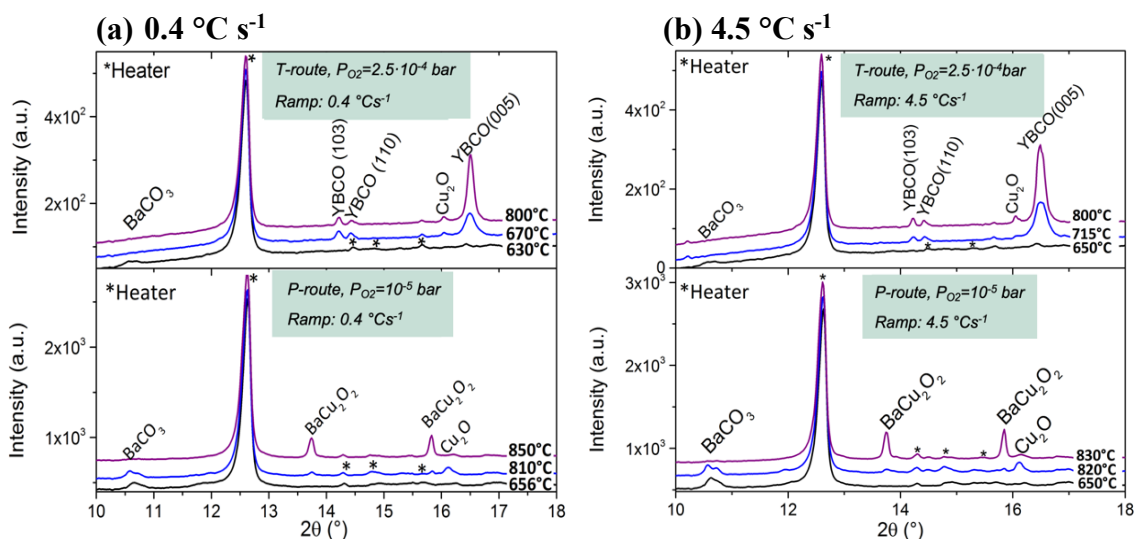 (a) 0.4 °C s-1
*Heater
*
T-route, PO2=2.5·10-4 bar
Ramp: 0.4 °Cs-1
4x10²
2x10²
Intensity (a.u.)
BaCO3
YBCO (103)
YBCO (110)
Cu2O
YBCO(005)
800°C
670°C
630°C
* * *
*Heater
*
P-route, PO2=10-5 bar
Ramp: 0.4 °Cs-1
2x10³
1x10³
Intensity (a.u.)
BaCO3
BaCu2O2
BaCu2O2
Cu2O
850°C
810°C
656°C
* * *
10 11 12 13 14 15 16 17
2θ (°)
(b) 4.5 °C s-1
*Heater
*
T-route, PO2=2.5·10-4bar
Ramp: 4.5 °Cs-1
4x10²
2x10²
0
Intensity (a.u.)
BaCO3
YBCO(103)
YBCO(110)
Cu2O
YBCO(005)
800°C
715°C
650°C
* *
*Heater
*
P-route, PO2=10-5 bar
Ramp: 4.5 °Cs-1
3x10³
2x10³
1x10³
0
Intensity (a.u.)
BaCO3
BaCu2O2
BaCu2O2
Cu2O
830°C
820°C
650°C
* * *
10 12 14 16 18
2θ (°)